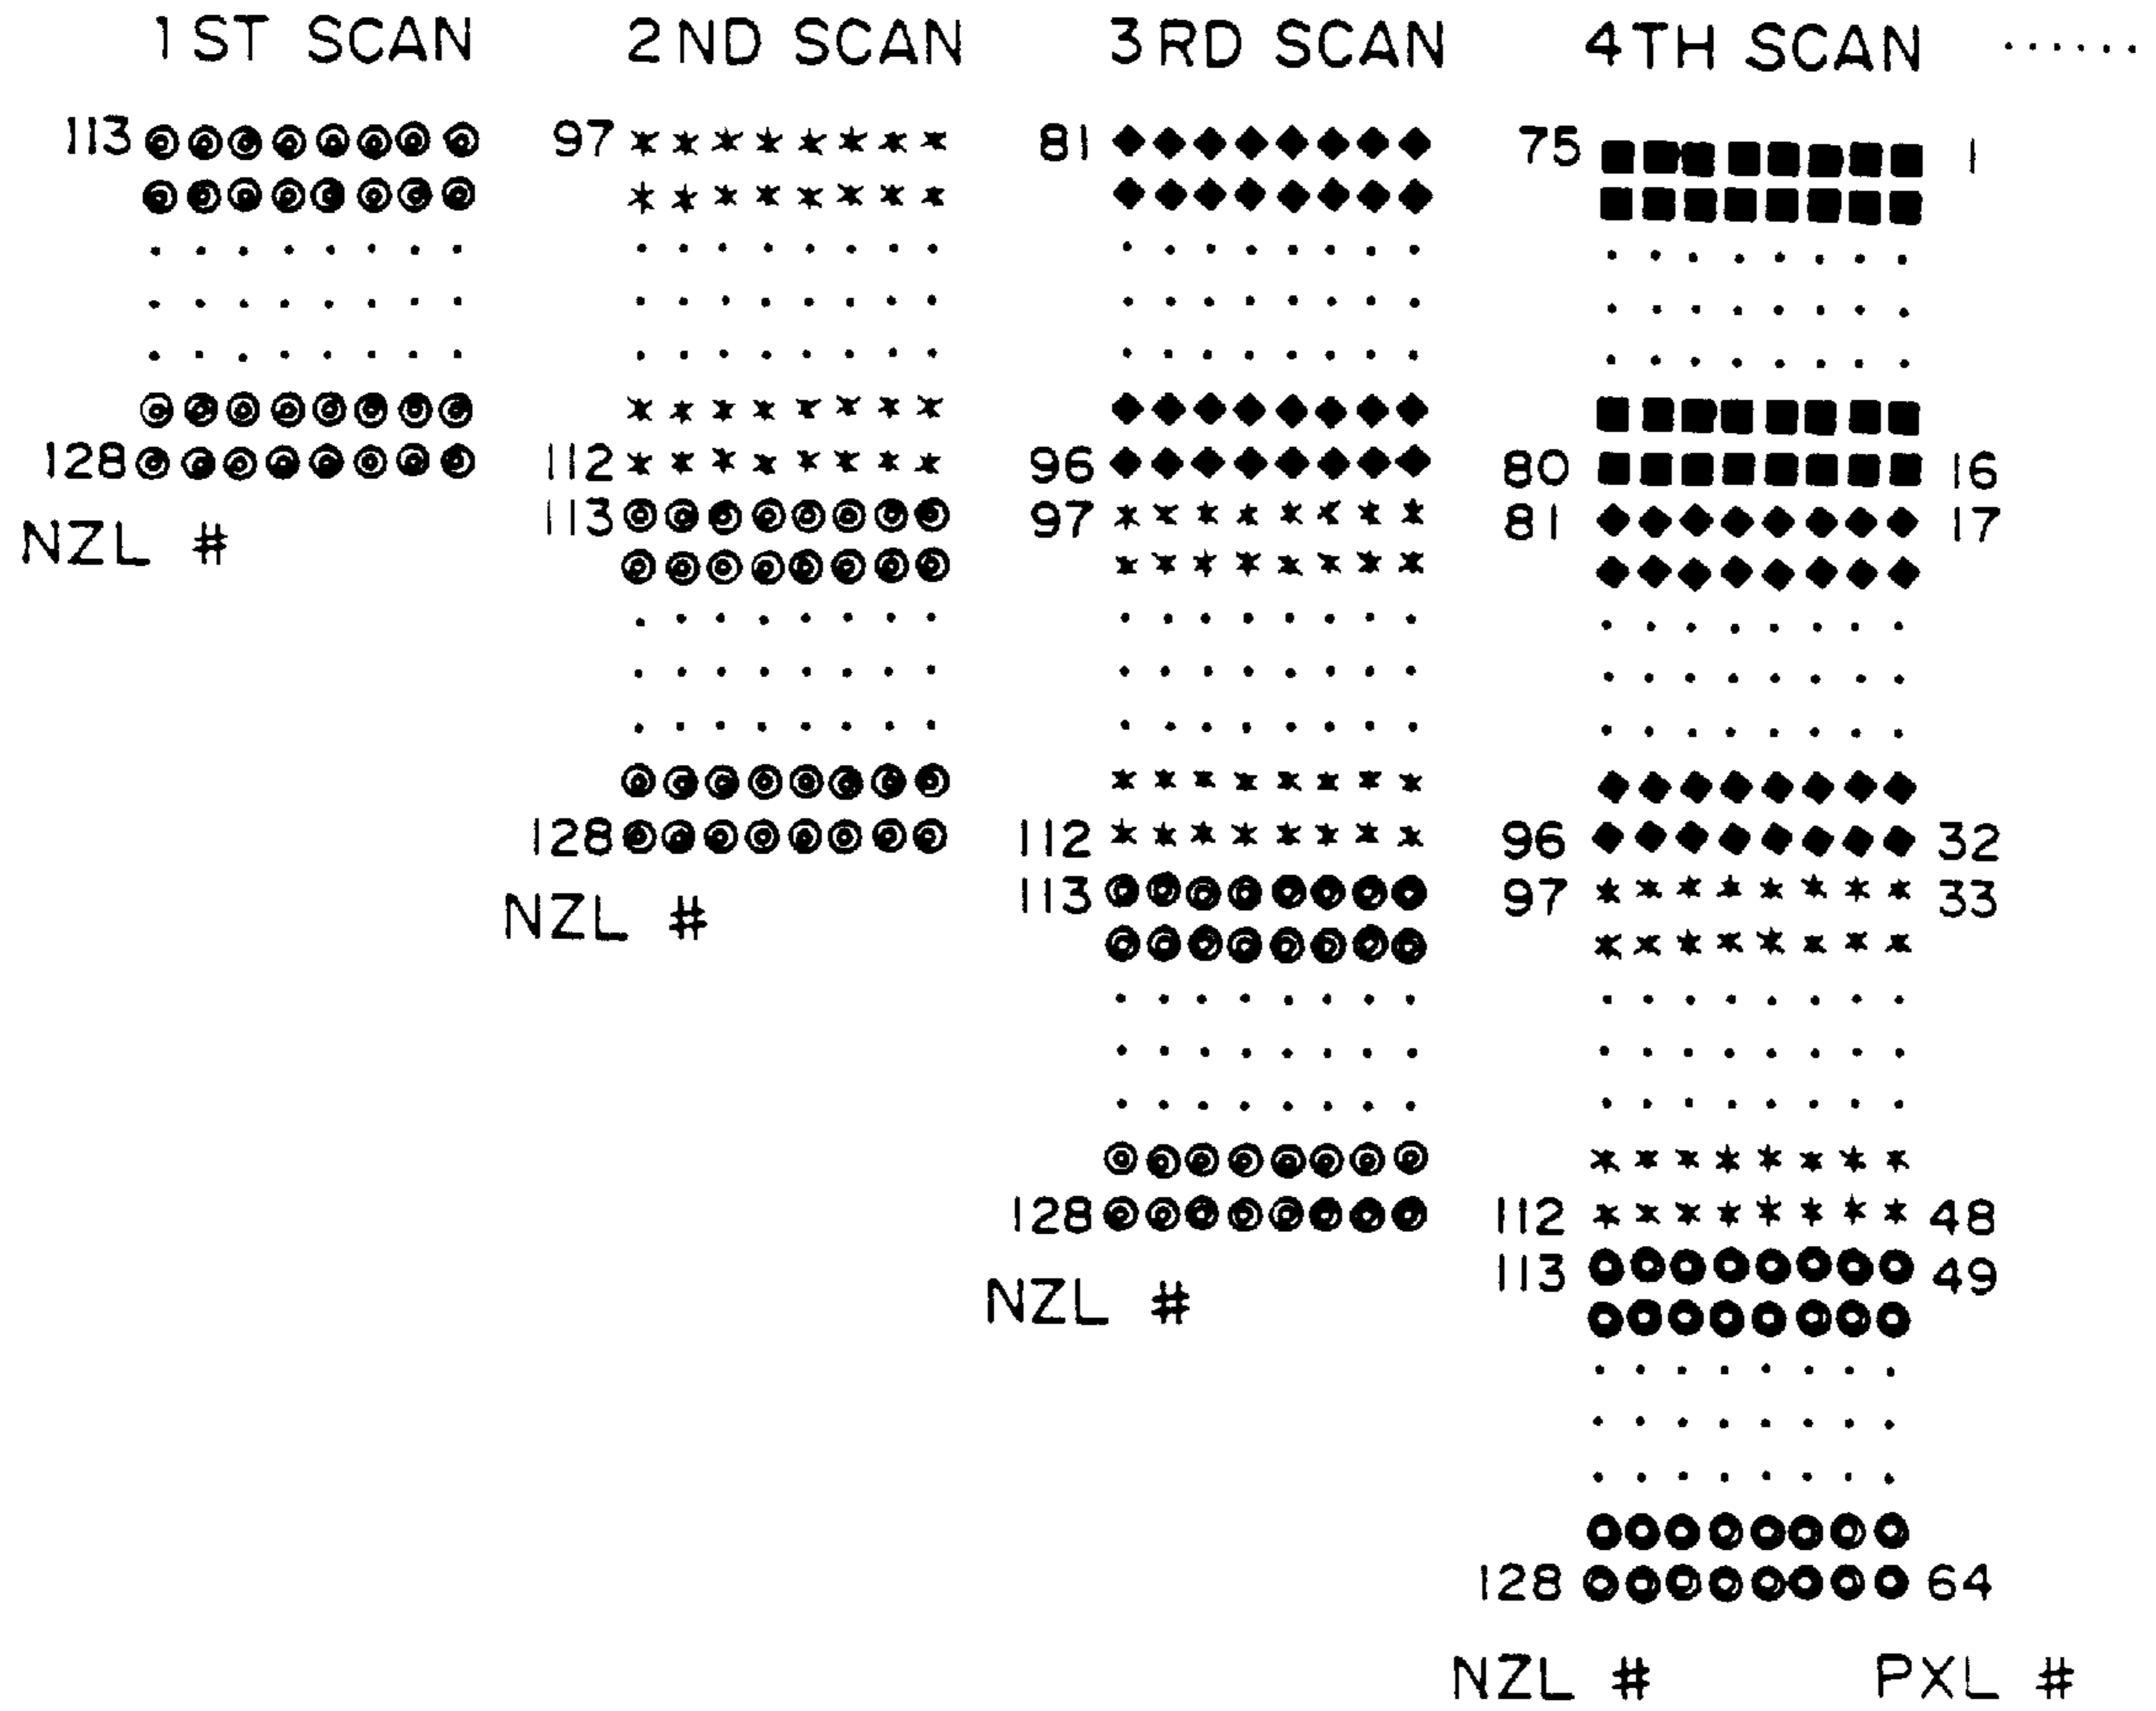 1ST SCAN 2ND SCAN 3RD SCAN 4TH SCAN ······
113 97 81 75 1
128 112 96 80 16
NZL # 113 97 81 17
128 112 96 32
NZL # 113 97 33
128 112 48
NZL # 113 49
128 64
NZL # PXL #